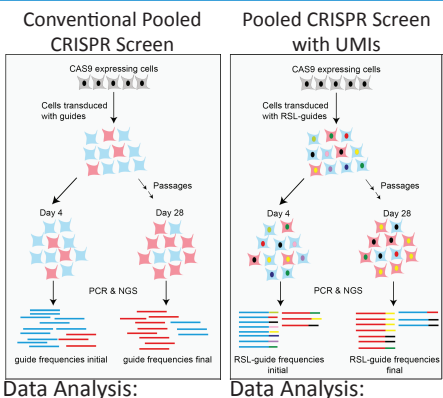 Conventional Pooled
CRISPR Screen
CAS9 expressing cells
Cells transduced
with guides
Passages
Day 4
Day 28
PCR & NGS
guide frequencies initial
guide frequencies final
Data Analysis:
Pooled CRISPR Screen
with UMIs
CAS9 expressing cells
Cells transduced
with RSL-guides
Passages
Day 4
Day 28
PCR & NGS
RSL-guide frequencies
initial
RSL-guide frequencies
final
Data Analysis: